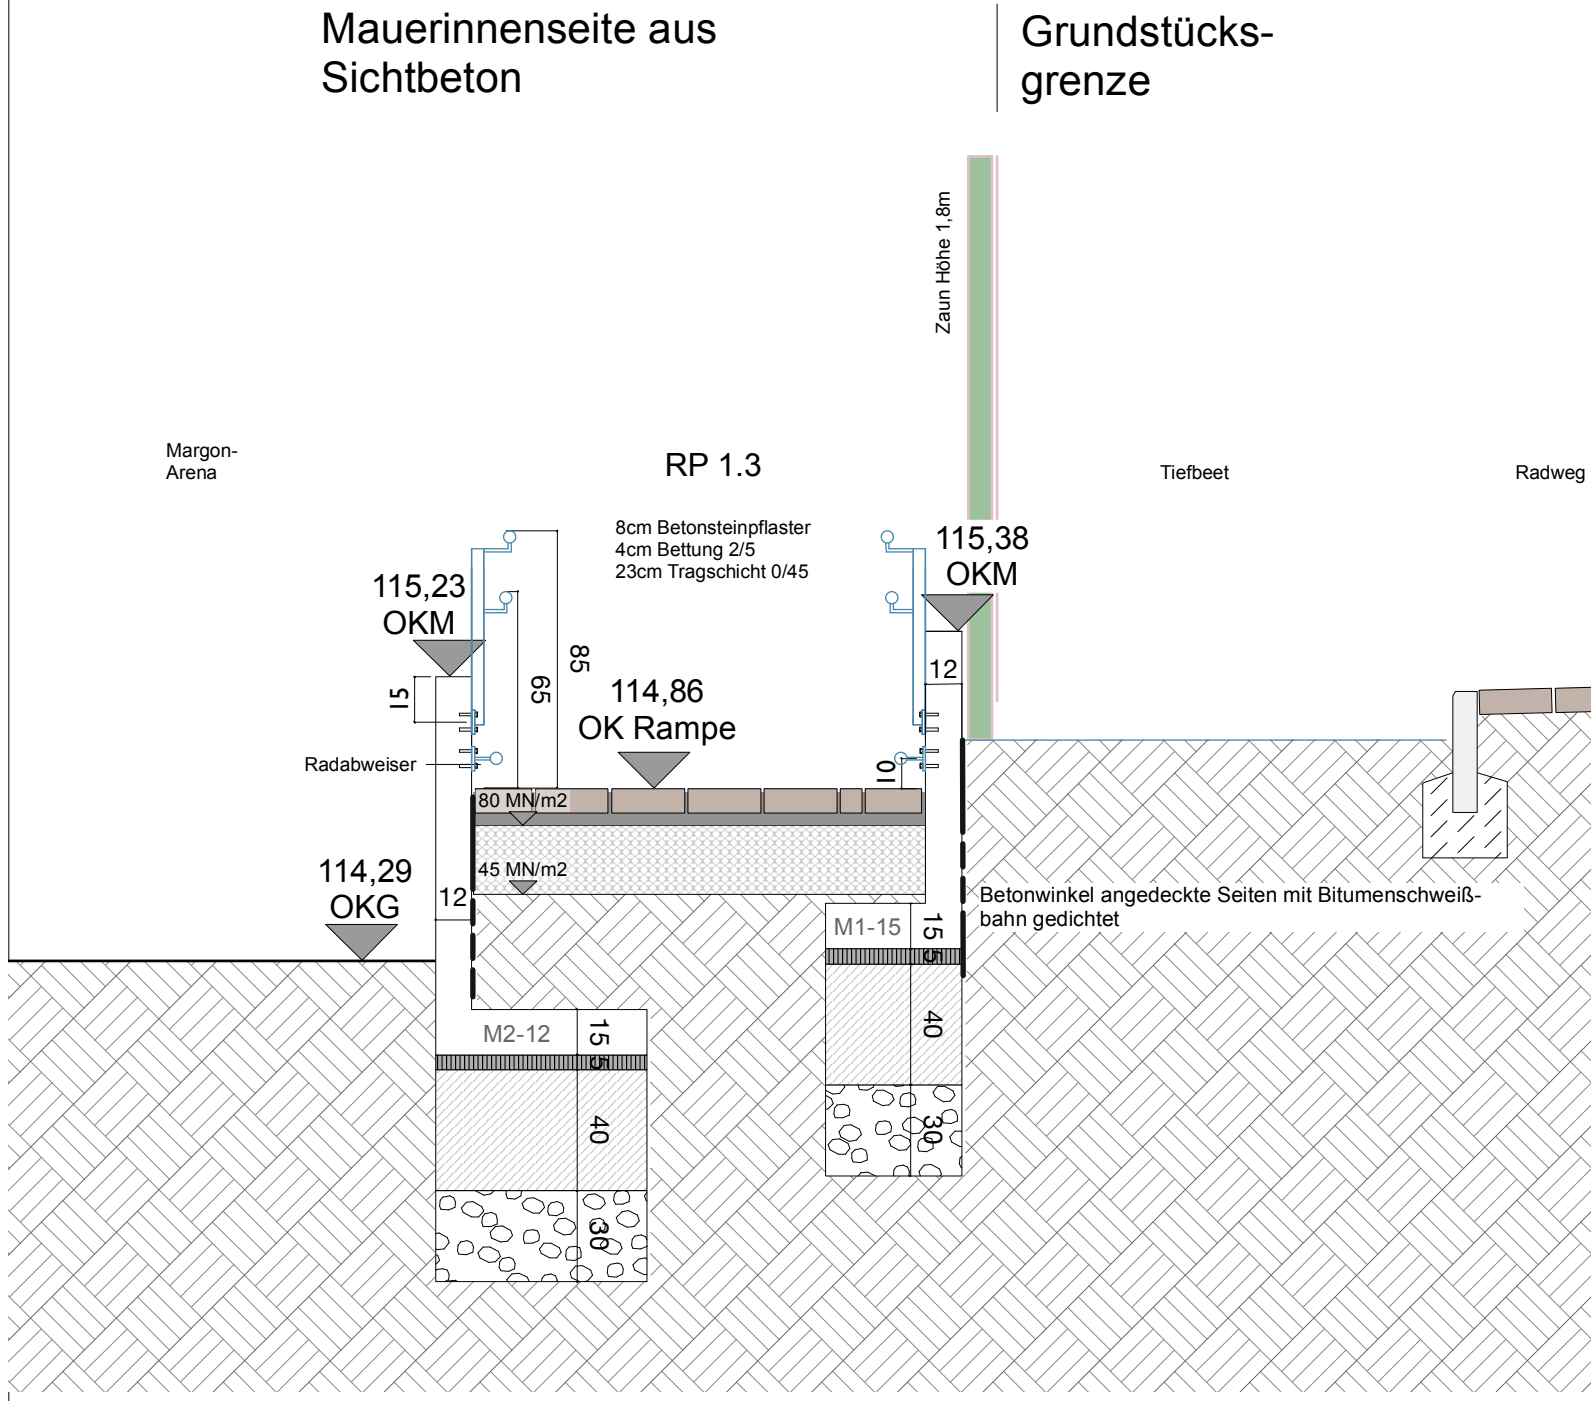 Mauerinnenseite aus
Sichtbeton
Grundstücks-
grenze
Zaun Höhe 1,8m
Margon-
Arena
RP 1.3
Tiefbeet
Radweg
8cm Betonsteinpflaster
4cm Bettung 2/5
23cm Tragschicht 0/45
115,38
OKM
115,23
OKM
85
65
12
15
114,86
OK Rampe
Radabweiser
10
80 MN/m2
45 MN/m2
114,29
OKG
12
Betonwinkel angedeckte Seiten mit Bitumenschweiß-
bahn gedichtet
M1-15
15
5
40
30
M2-12
15
5
40
30